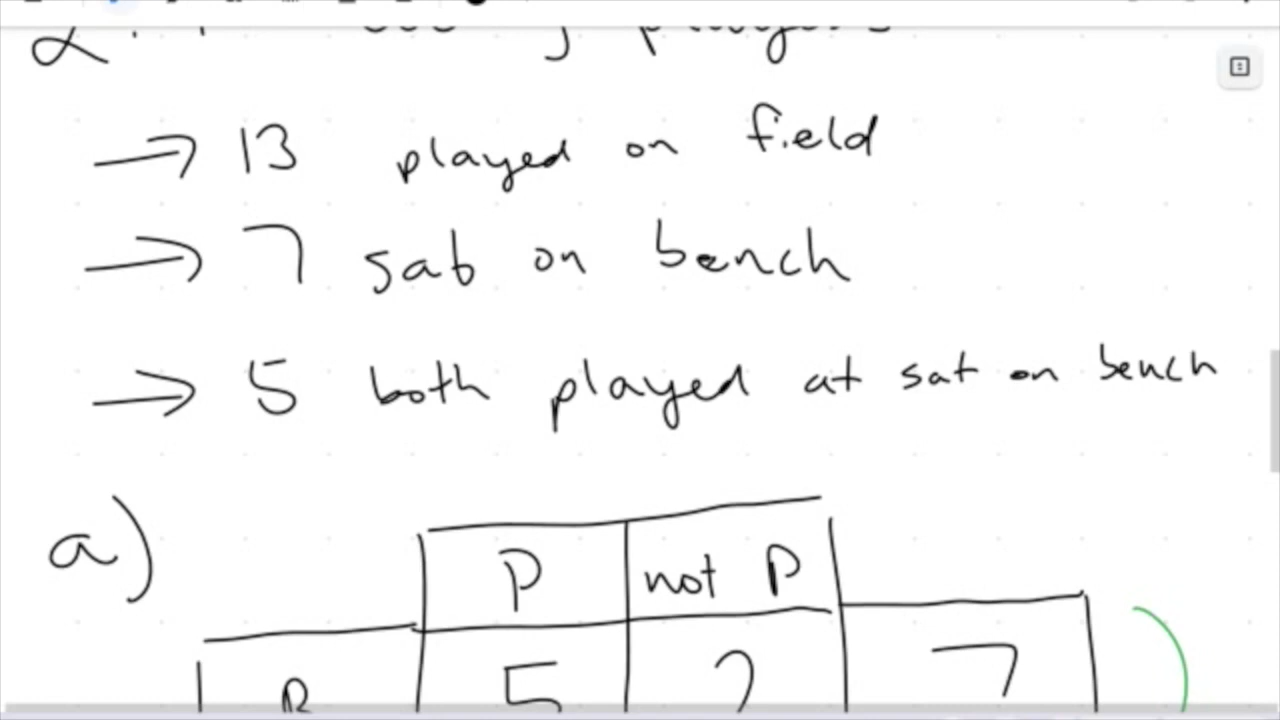 → 13 played on field
→ 7 sat on bench
→ 5 both played at sat on bench
a)
P not P
B 5 2 7